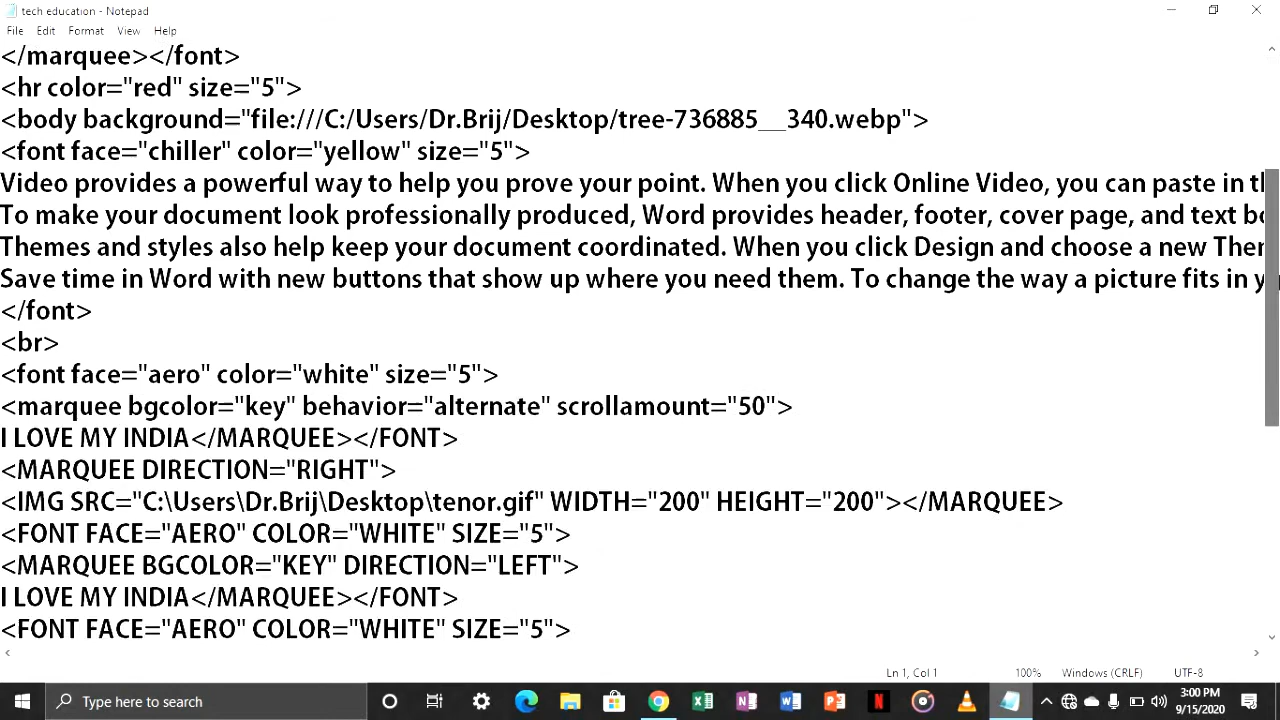 tech education - Notepad
File Edit Format View Help
</marquee></font>
<hr color="red" size="5">
<body background="file:///C:/Users/Dr.Brij/Desktop/tree-736885__340.webp">
<font face="chiller" color="yellow" size="5">
Video provides a powerful way to help you prove your point. When you click Online Video, you can paste in
To make your document look professionally produced, Word provides header, footer, cover page, and text
Themes and styles also help keep your document coordinated. When you click Design and choose a new
Save time in Word with new buttons that show up where you need them. To change the way a picture fits in
</font>
<br>
<font face="aero" color="white" size="5">
<marquee bgcolor="key" behavior="alternate" scrollamount="50">
I LOVE MY INDIA</MARQUEE></FONT>
<MARQUEE DIRECTION="RIGHT">
<IMG SRC="C:\Users\Dr.Brij\Desktop\tenor.gif" WIDTH="200" HEIGHT="200"></MARQUEE>
<FONT FACE="AERO" COLOR="WHITE" SIZE="5">
<MARQUEE BGCOLOR="KEY" DIRECTION="LEFT">
I LOVE MY INDIA</MARQUEE></FONT>
<FONT FACE="AERO" COLOR="WHITE" SIZE="5">
Ln 1, Col 1 100% Windows (CRLF) UTF-8
Type here to search
3:00 PM
9/15/2020